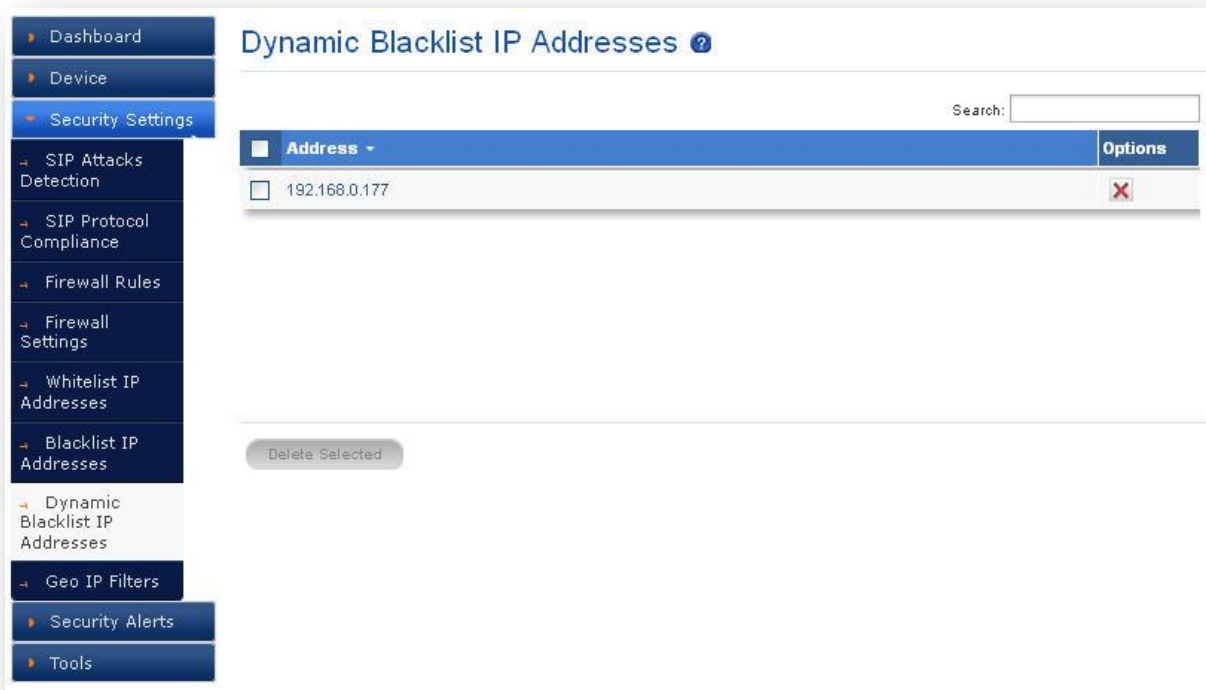 Dashboard
Device
Security Settings
SIP Attacks
Detection
SIP Protocol
Compliance
Firewall Rules
Firewall
Settings
Whitelist IP
Addresses
Blacklist IP
Addresses
Dynamic
Blacklist IP
Addresses
Geo IP Filters
Security Alerts
Tools
Dynamic Blacklist IP Addresses ?
Search:
Address Options
192.168.0.177
Delete Selected